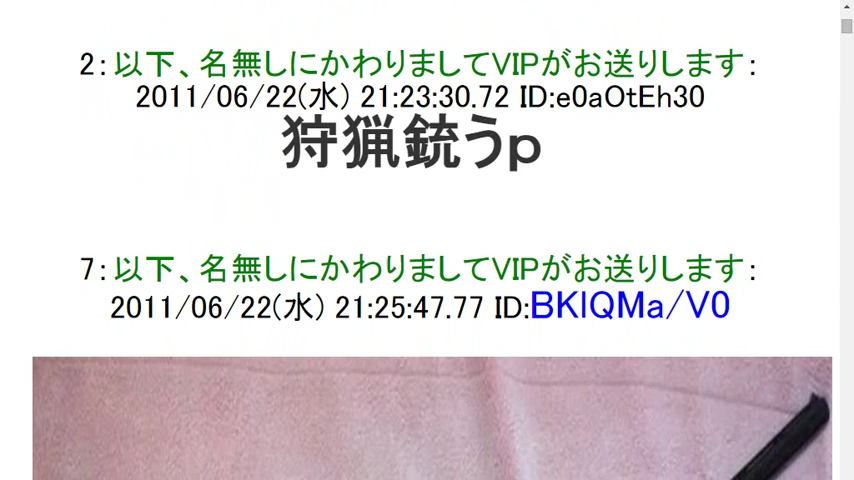 2：以下、名無しにかわりましてVIPがお送りします：
2011/06/22(水) 21:23:30.72 ID:e0aOtEh30
狩猟銃うp
7：以下、名無しにかわりましてVIPがお送りします：
2011/06/22(水) 21:25:47.77 ID:BKlQMa/V0